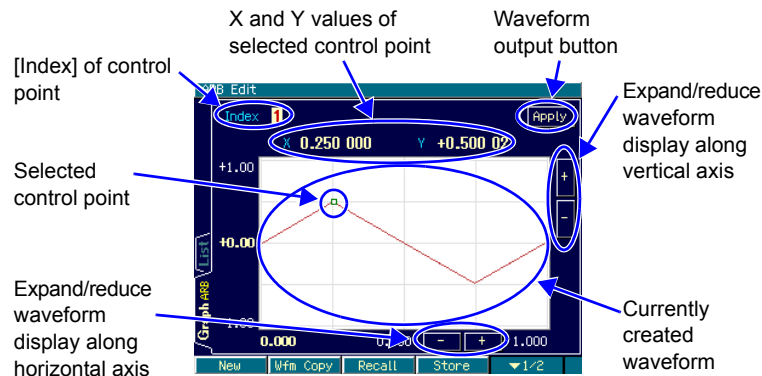 X and Y values of
selected control point
Waveform
output button
[Index] of control
point
Expand/reduce
waveform
display along
vertical axis
Selected
control point
Expand/reduce
waveform
display along
horizontal axis
Currently
created
waveform
ARB Edit
Index 1
Apply
X 0.250 000 Y +0.500 02
+1.00
+
-
+0.00
List
Graph ARB
1.00
0.000
- +
1.000
New Wfm Copy Recall Store ▼1/2